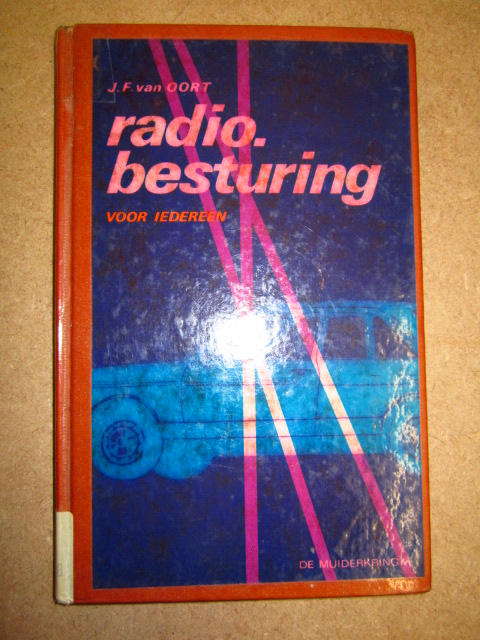 J.F. van OORT
radio.
besturing
VOOR IEDEREEN
DE MUIDERKRING